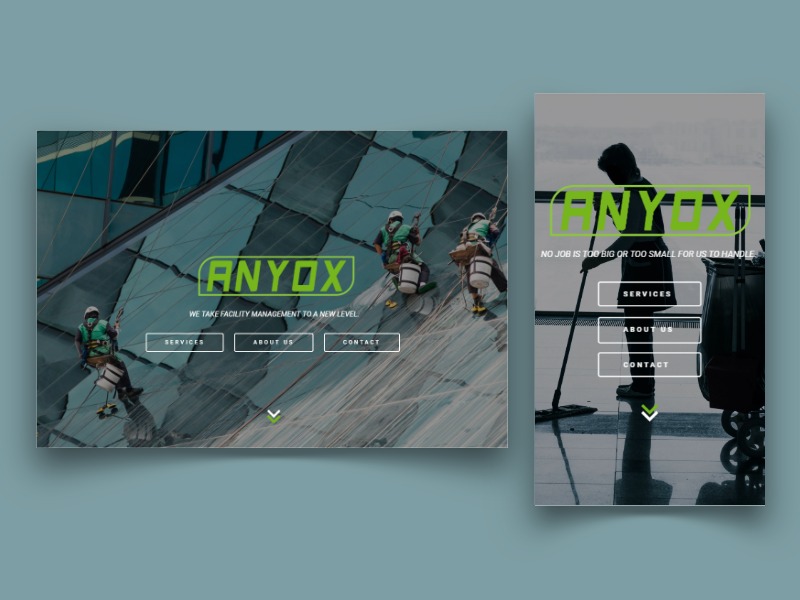 ANYOX
WE TAKE FACILITY MANAGEMENT TO A NEW LEVEL.
SERVICES
ABOUT US
CONTACT
ANYOX
NO JOB IS TOO BIG OR TOO SMALL FOR US TO HANDLE.
SERVICES
ABOUT US
CONTACT